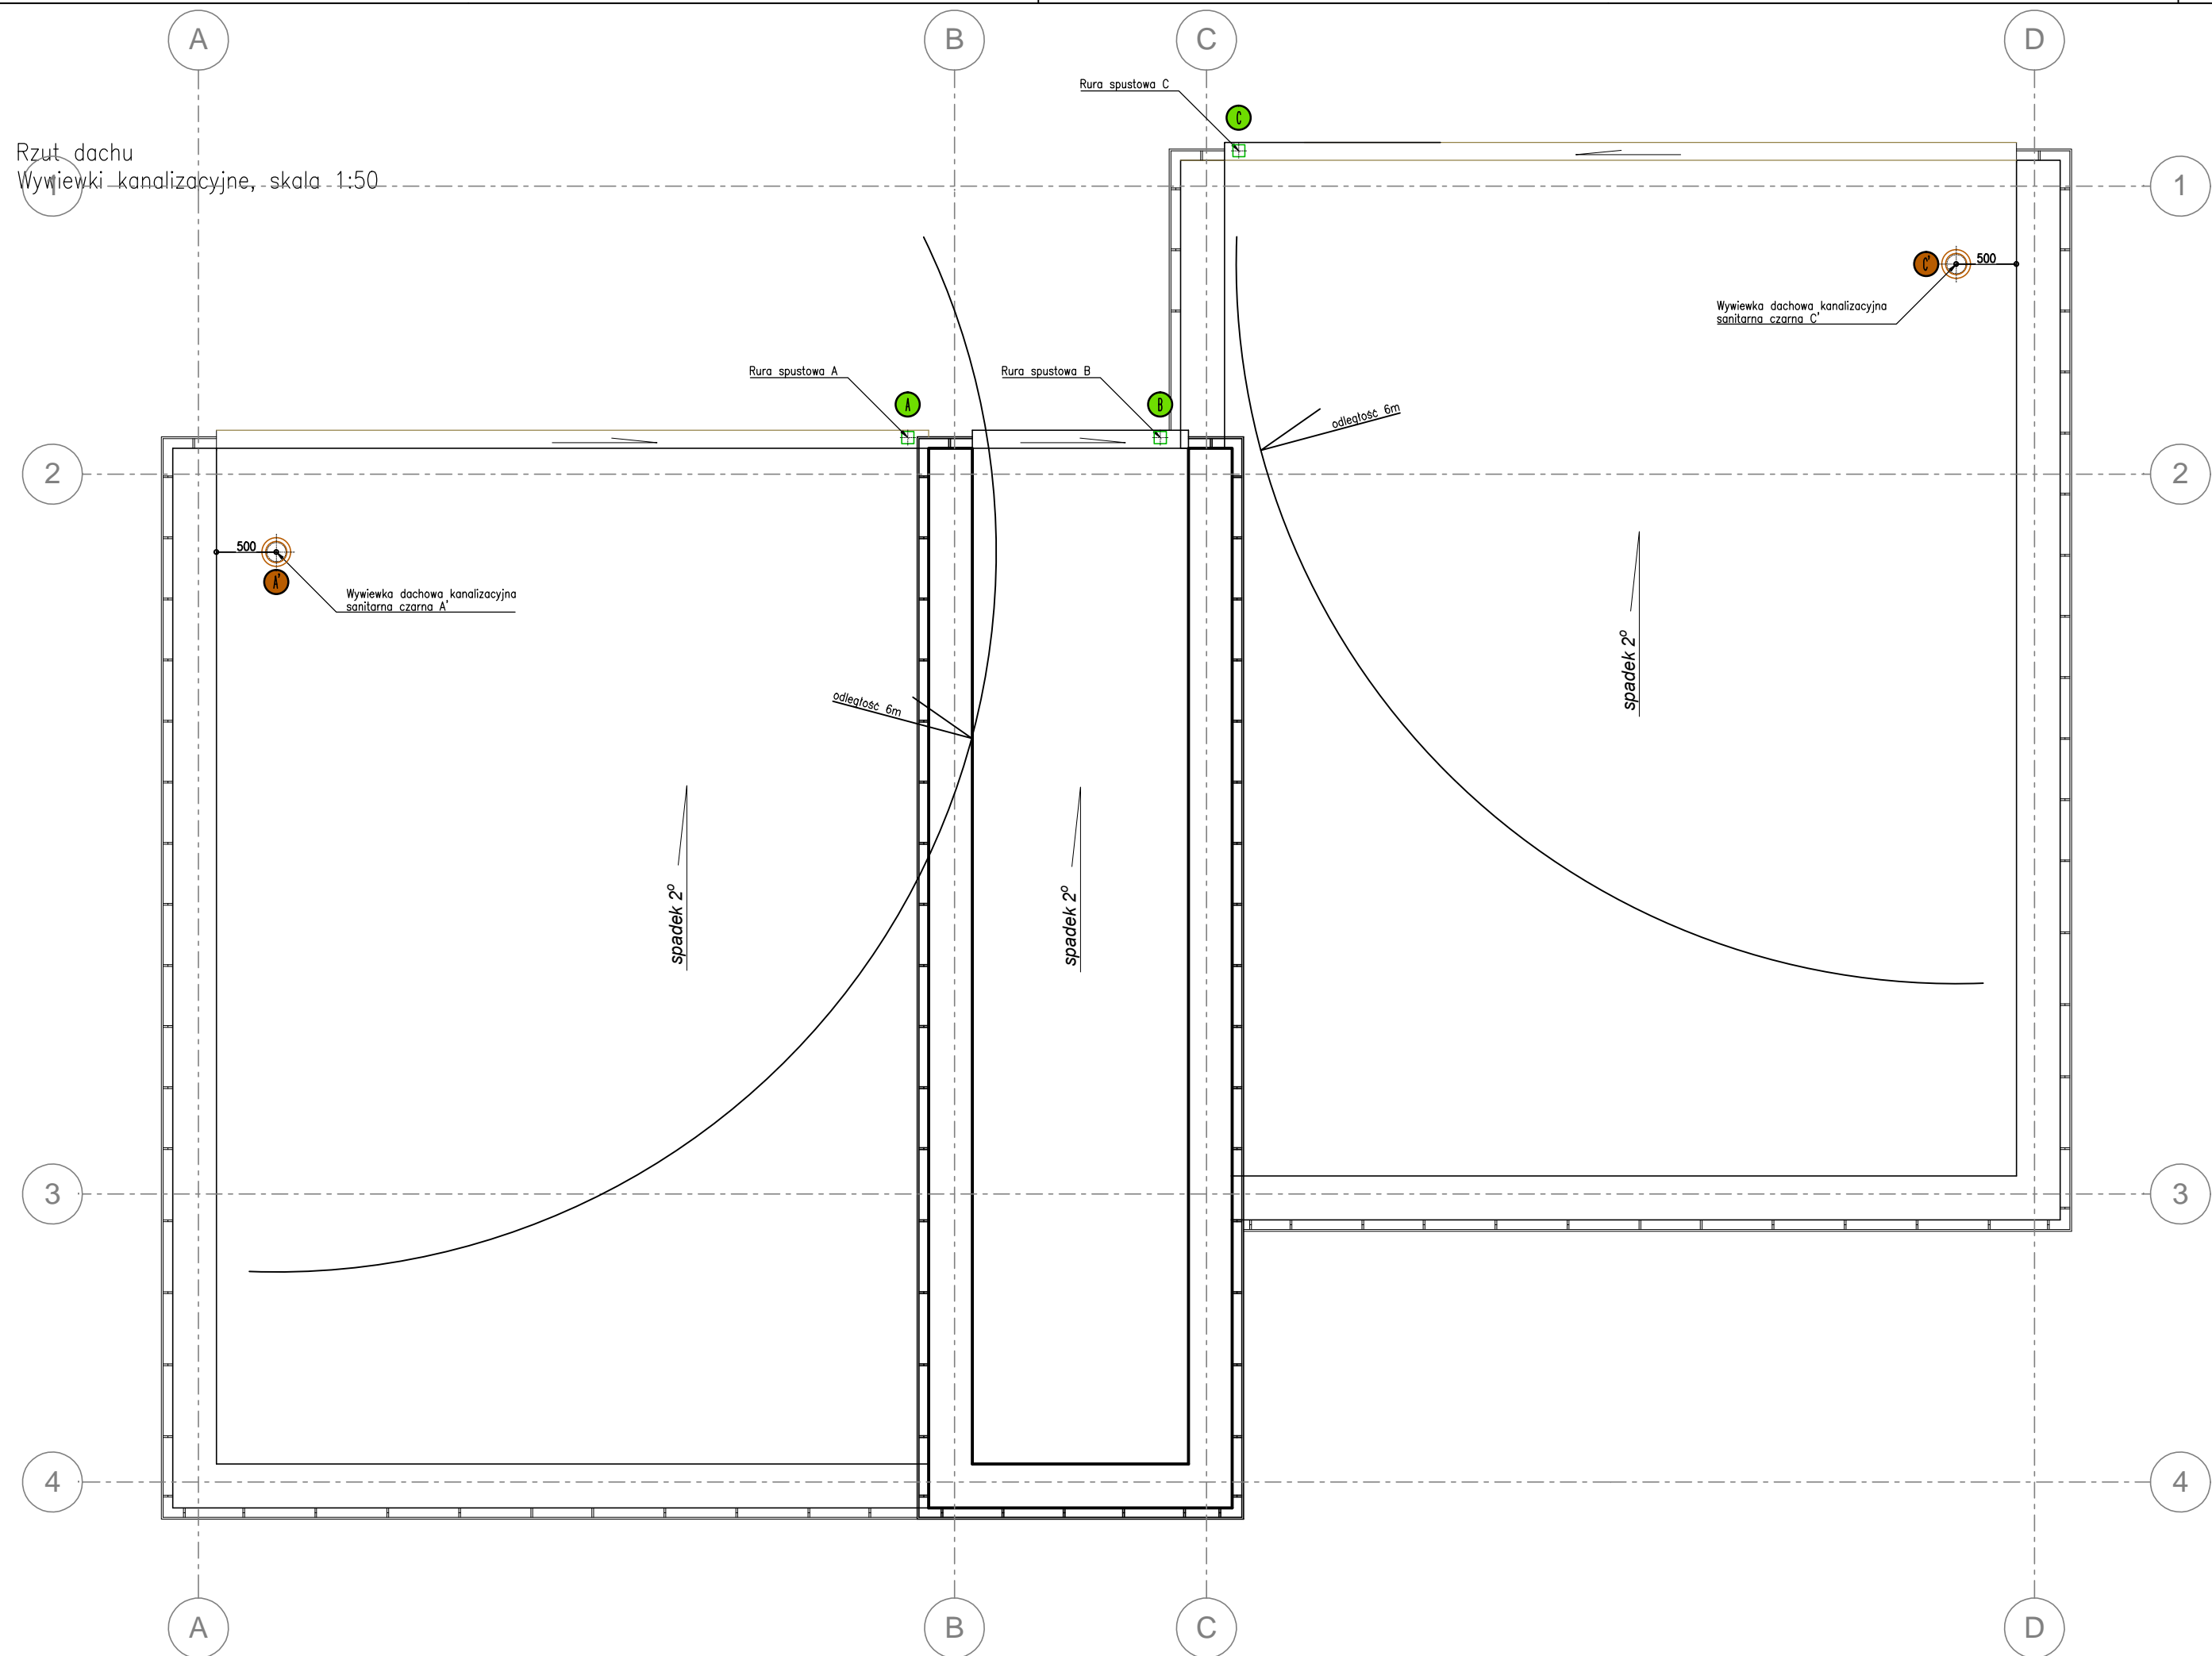 A
B
C
D
Rura spustowa C
C
Rzut dachu
Wywiewki kanalizacyjne, skala 1:50
1
1
C'
500
Wywiewka dachowa kanalizacyjna
sanitarna czarna C'
Rura spustowa A
Rura spustowa B
A
B
odległość 6m
2
2
500
A'
Wywiewka dachowa kanalizacyjna
sanitarna czarna A'
spadek 2°
odległość 6m
spadek 2°
spadek 2°
3
3
4
4
A
B
C
D